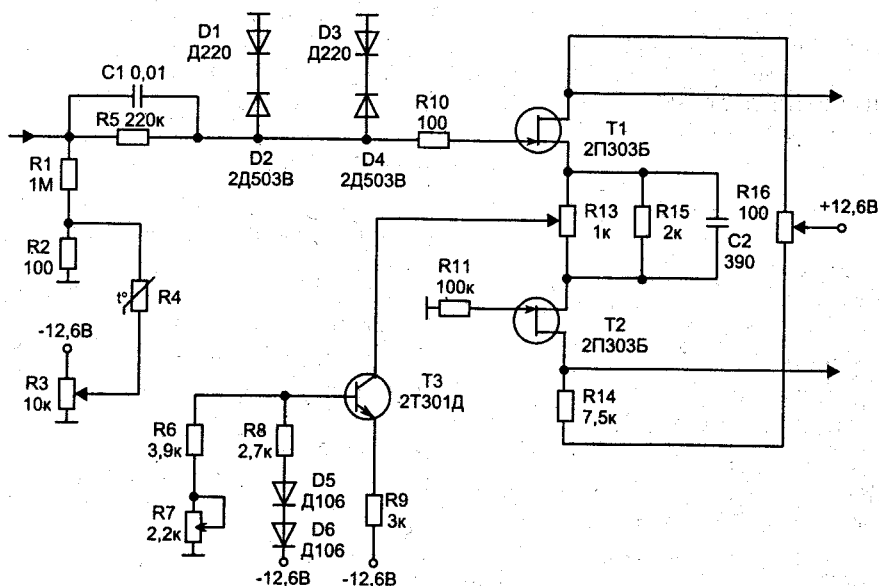 D1
Д220
D3
Д220
C1 0,01
R5 220к
R10
100
T1
2П303Б
D2
2Д503В
D4
2Д503В
R1
1М
R2
100
t°
R4
-12,6В
R3
10к
R13
1к
R15
2к
C2
390
R16
100
+12,6В
R11
100к
T2
2П303Б
T3
2Т301Д
R14
7,5к
R6
3,9к
R8
2,7к
R7
2,2к
D5
Д106
D6
Д106
R9
3к
-12,6В
-12,6В